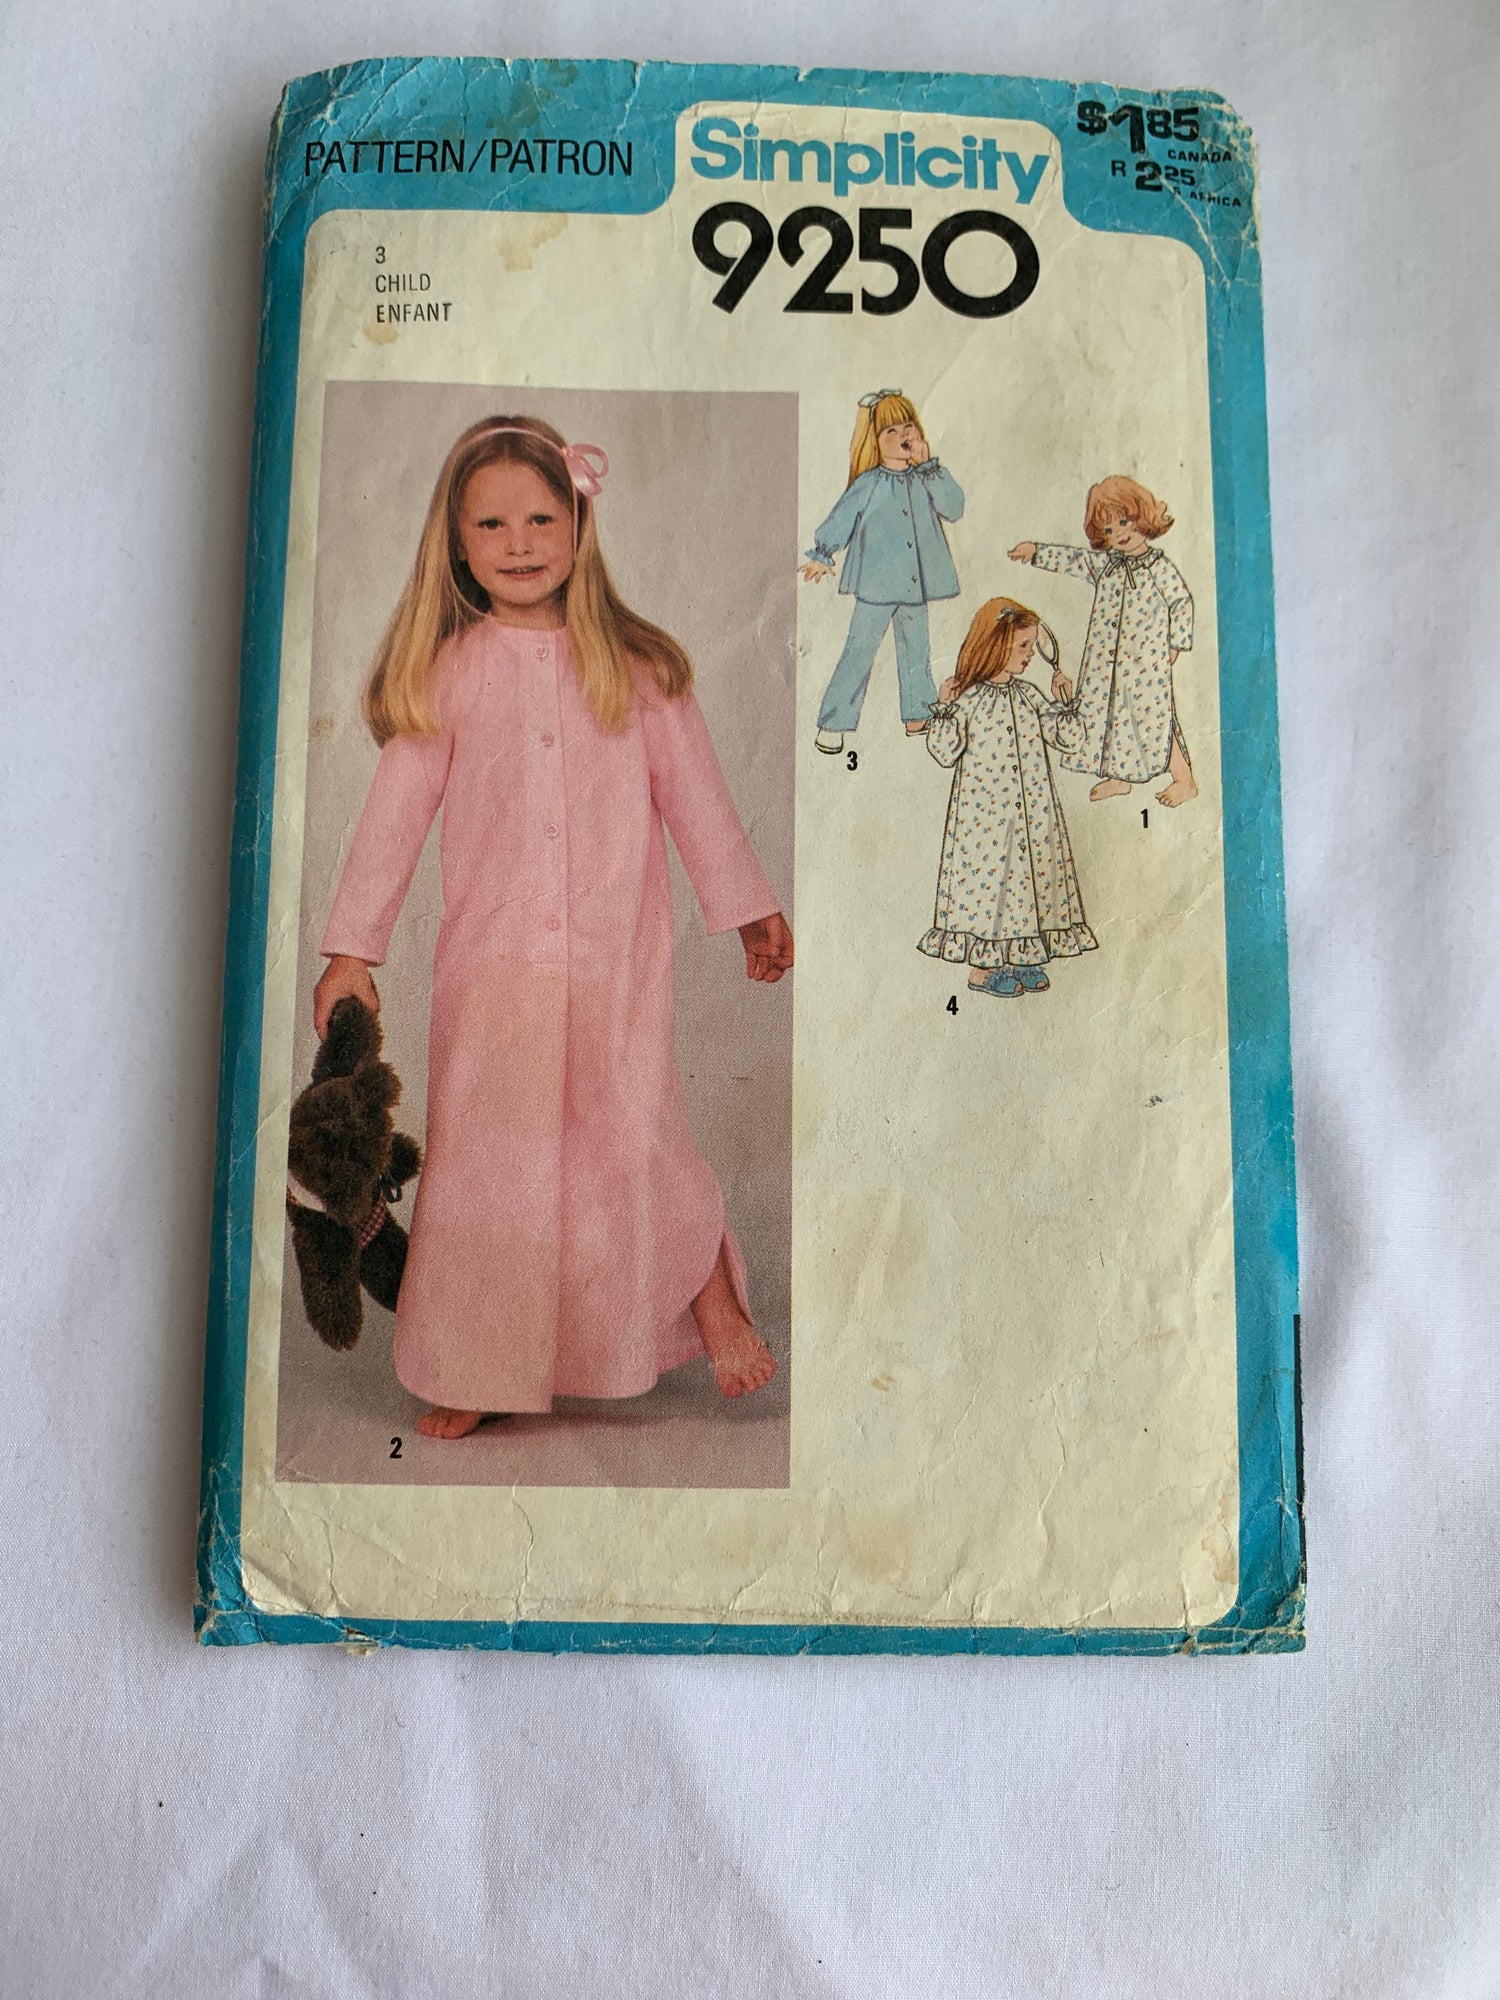 PATTERN/PATRON
Simplicity
9250
$1.85
CANADA
R 2.25
S. AFRICA
3
CHILD
ENFANT
3
1
4
2